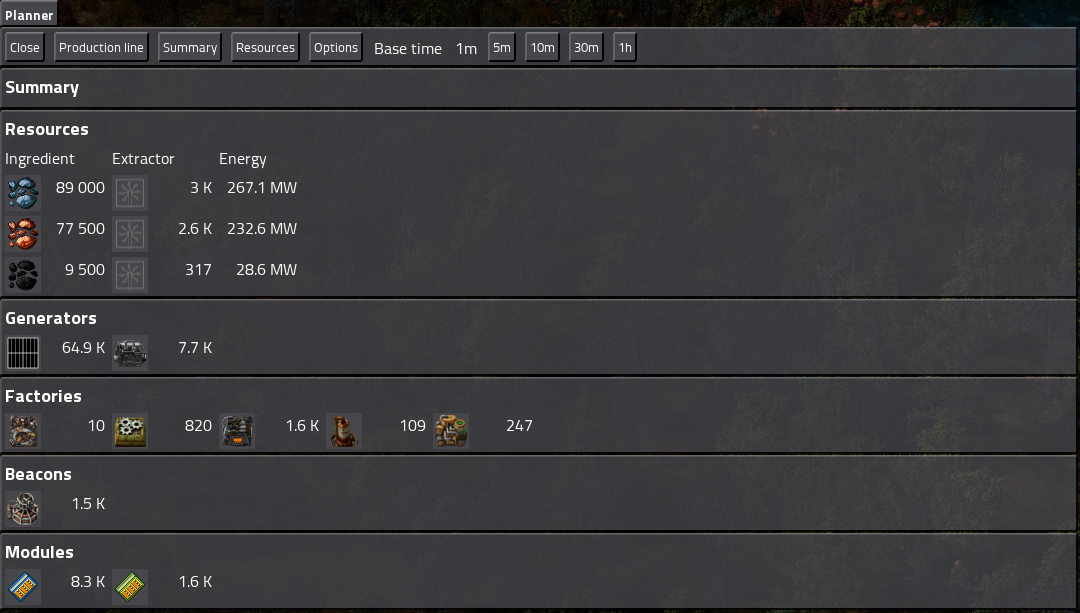 Planner
Close Production line Summary Resources Options Base time 1m 5m 10m 30m 1h
Summary
Resources
Ingredient Extractor Energy
89 000 3 K 267.1 MW
77 500 2.6 K 232.6 MW
9 500 317 28.6 MW
Generators
64.9 K 7.7 K
Factories
10 820 1.6 K 109 247
Beacons
1.5 K
Modules
8.3 K 1.6 K